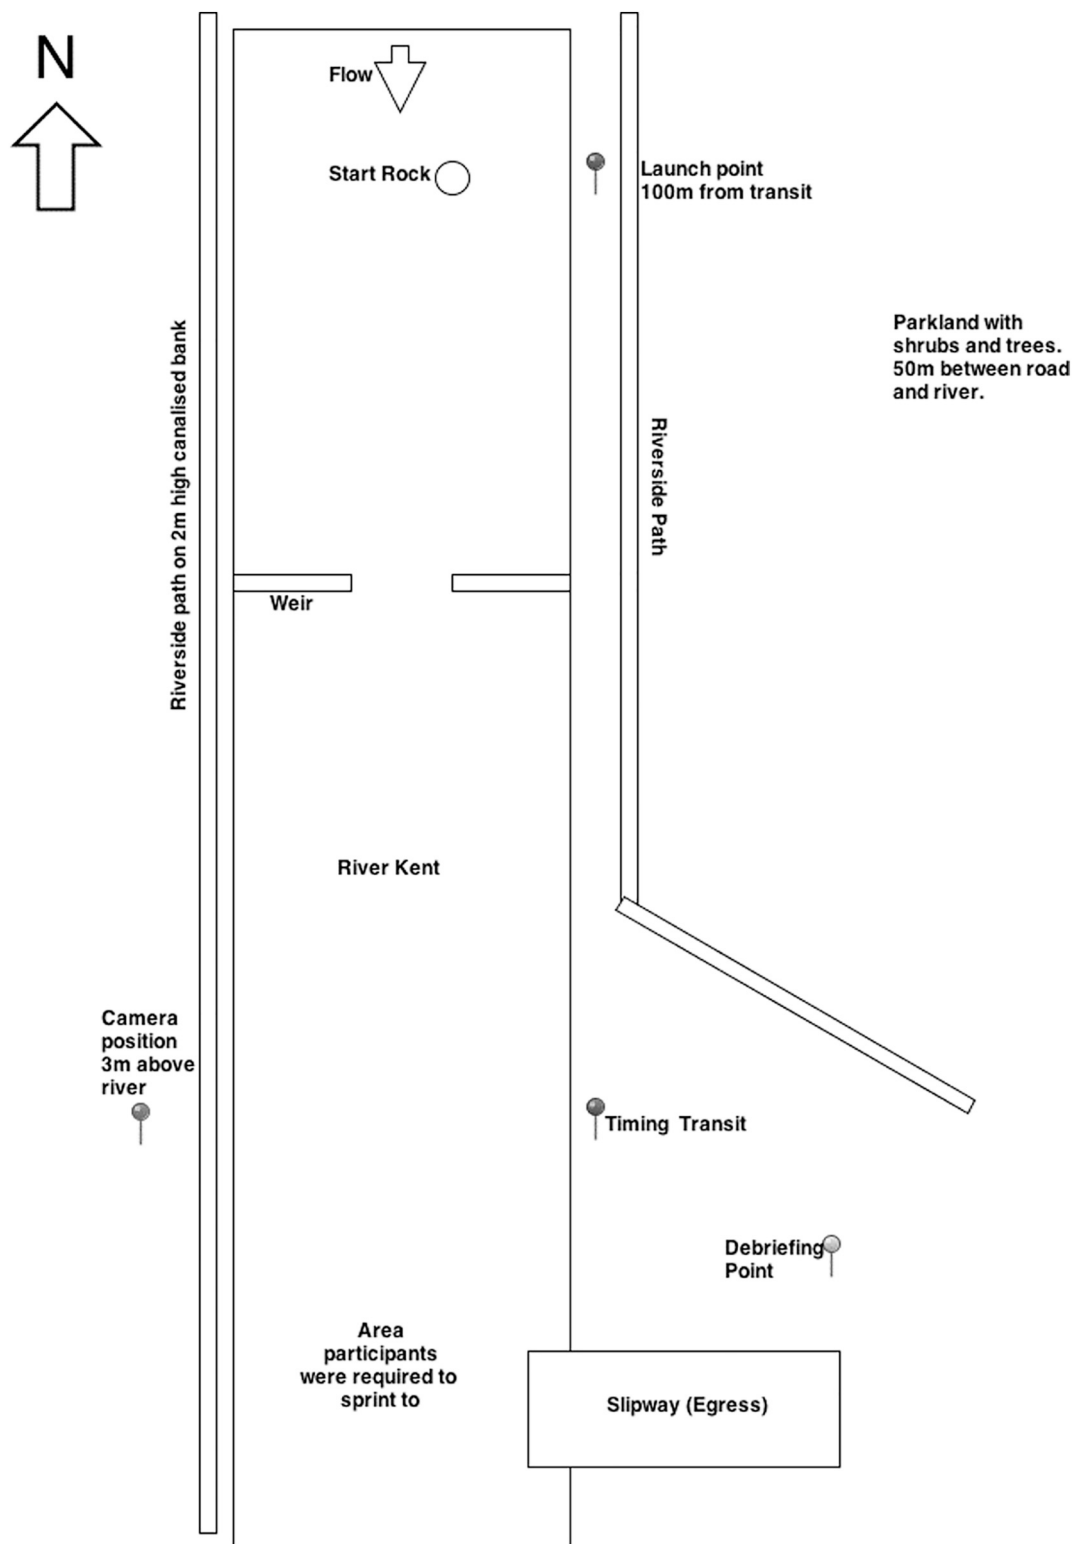 N
Flow
Start Rock
Launch point
100m from transit
Parkland with
shrubs and trees.
50m between road
and river.
Riverside path on 2m high canalised bank
Riverside Path
Weir
River Kent
Camera
position
3m above
river
Timing Transit
Debriefing
Point
Area
participants
were required to
sprint to
Slipway (Egress)